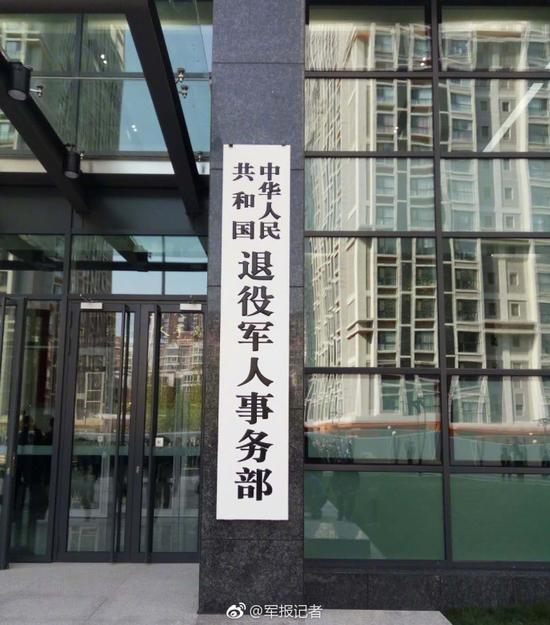 中华人民
共和国
退役军人事务部
@军报记者